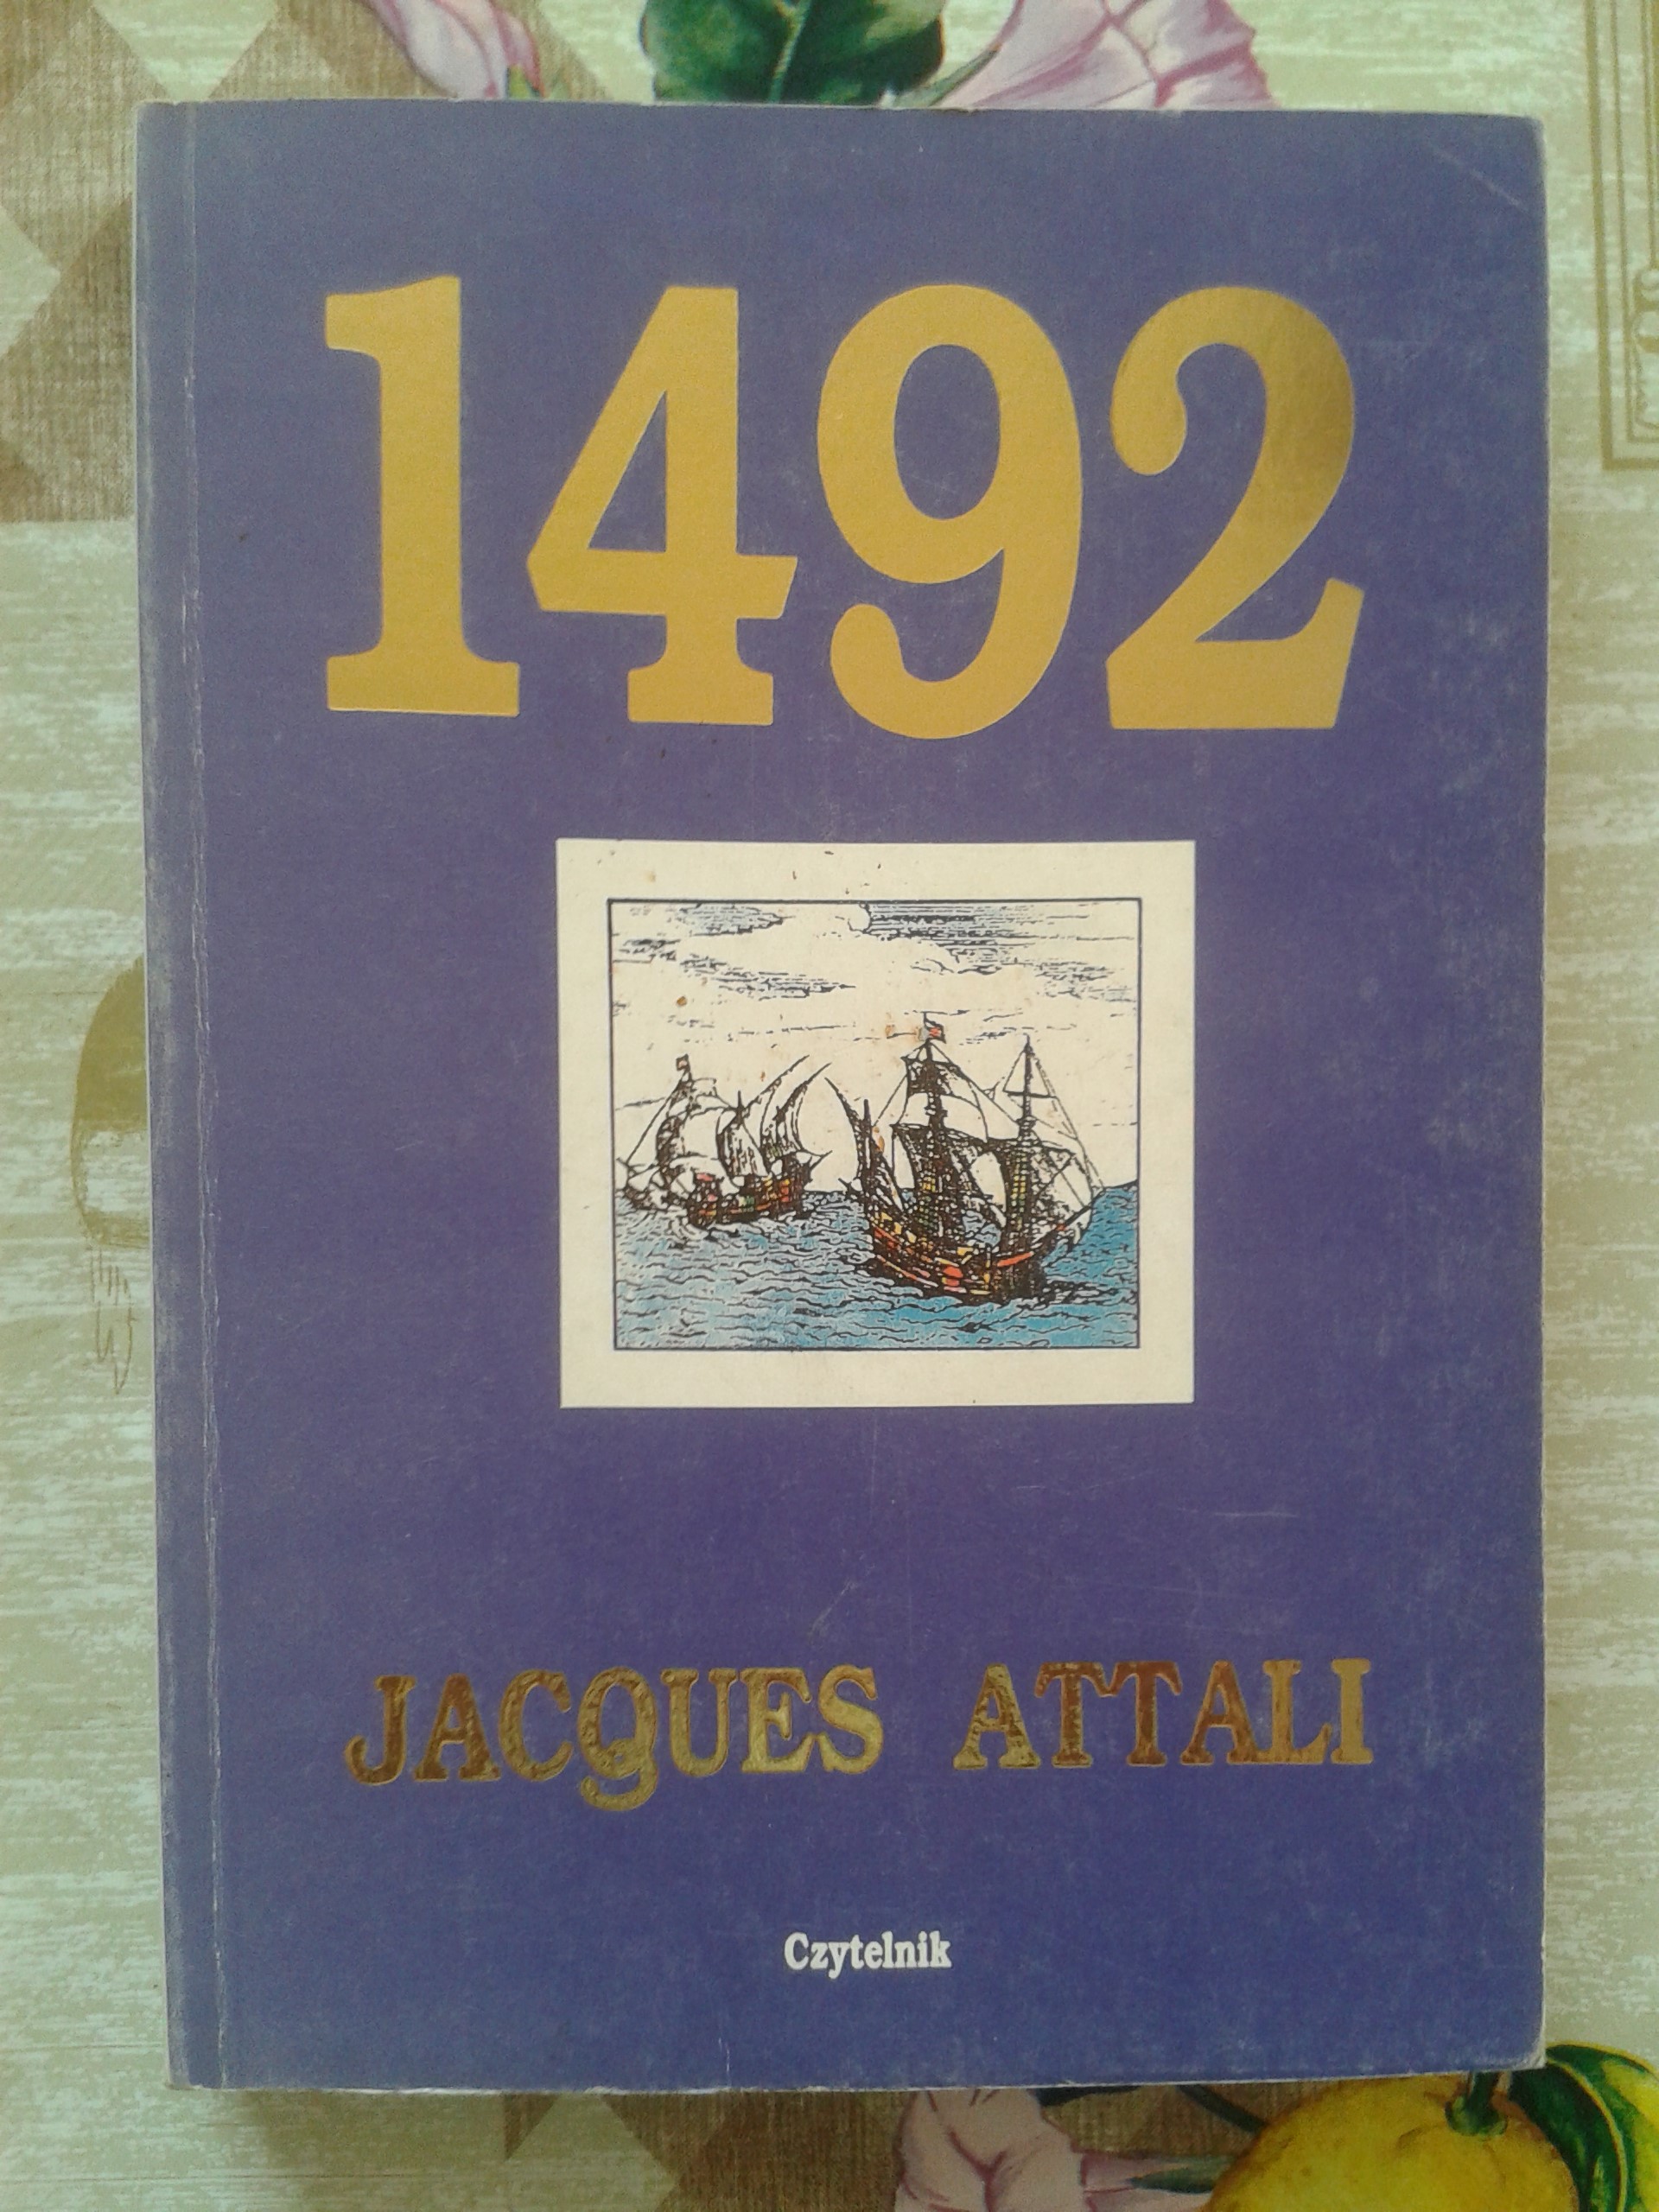 1492
JACQUES ATTALI
Czytelnik